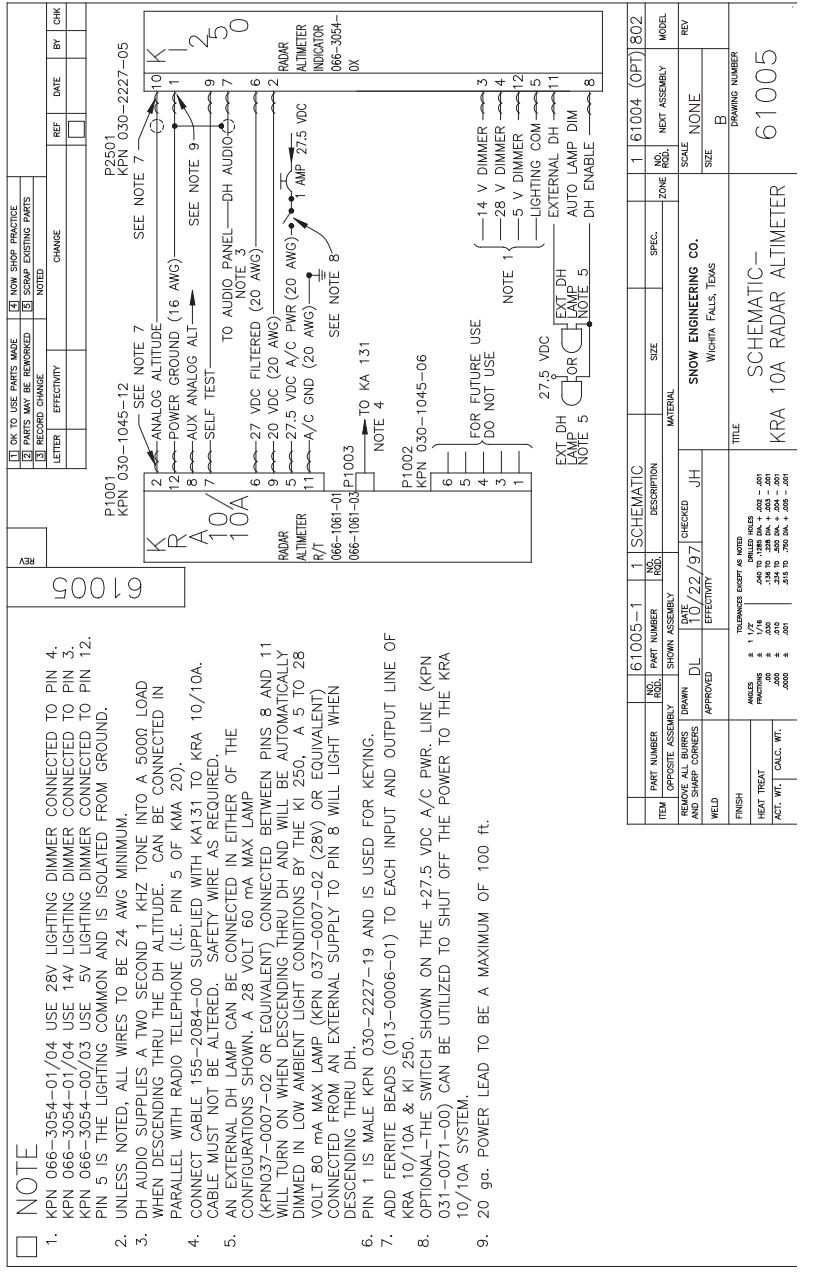 NOTE
1. KPN 066-3054-01/04 USE 28V LIGHTING DIMMER CONNECTED TO PIN 4.
KPN 066-3054-01/04 USE 14V LIGHTING DIMMER CONNECTED TO PIN 3.
KPN 066-3054-00/03 USE 5V LIGHTING DIMMER CONNECTED TO PIN 12.
PIN 5 IS THE LIGHTING COMMON AND IS ISOLATED FROM GROUND.
2. UNLESS NOTED, ALL WIRES TO BE 24 AWG MINIMUM.
3. DH AUDIO SUPPLIES A TWO SECOND 1 KHZ TONE INTO A 500Ω LOAD
WHEN DESCENDING THRU THE DH ALTITUDE. CAN BE CONNECTED IN
PARALLEL WITH RADIO TELEPHONE (I.E. PIN 5 OF KMA 20).
4. CONNECT CABLE 155-2084-00 SUPPLIED WITH KA131 TO KRA 10/10A.
CABLE MUST NOT BE ALTERED. SAFETY WIRE AS REQUIRED.
5. AN EXTERNAL DH LAMP CAN BE CONNECTED IN EITHER OF THE
CONFIGURATIONS SHOWN. A 28 VOLT 60 mA MAX LAMP
(KPN037-0007-02 OR EQUIVALENT) CONNECTED BETWEEN PINS 8 AND 11
WILL TURN ON WHEN DESCENDING THRU DH AND WILL BE AUTOMATICALLY
DIMMED IN LOW AMBIENT LIGHT CONDITIONS BY THE KI 250, A 5 TO 28
VOLT 80 mA MAX LAMP (KPN 037-0007-02 (28V) OR EQUIVALENT)
CONNECTED FROM AN EXTERNAL SUPPLY TO PIN 8 WILL LIGHT WHEN
DESCENDING THRU DH.
6. PIN 1 IS MALE KPN 030-2227-19 AND IS USED FOR KEYING.
7. ADD FERRITE BEADS (013-0006-01) TO EACH INPUT AND OUTPUT LINE OF
KRA 10/10A & KI 250.
8. OPTIONAL-THE SWITCH SHOWN ON THE +27.5 VDC A/C PWR. LINE (KPN
031-0071-00) CAN BE UTILIZED TO SHUT OFF THE POWER TO THE KRA
10/10A SYSTEM.
9. 20 ga. POWER LEAD TO BE A MAXIMUM OF 100 ft.
61005
REV
1 OK TO USE PARTS MADE 4 NOW SHOP PRACTICE
2 PARTS MAY BE REWORKED 5 SCRAP EXISTING PARTS
3 RECORD CHANGE NOTED
LETTER EFFECTIVITY CHANGE REF DATE BY CHK
P1001
KPN 030-1045-12
SEE NOTE 7
P2501
KPN 030-2227-05
SEE NOTE 7
KRA 10/10A
RADAR
ALTIMETER
R/T
066-1061-01
066-1061-03
KI 250
RADAR
ALTIMETER
INDICATOR
066-3054-
0X
2 ANALOG ALTITUDE 10
12 POWER GROUND (16 AWG) 1
8 AUX ANALOG ALT SEE NOTE 9
7 SELF TEST 9
TO AUDIO PANEL DH AUDIO 7
NOTE 3
6 27 VDC FILTERED (20 AWG) 6
9 20 VDC (20 AWG) 2
5 27.5 VDC A/C PWR (20 AWG) 1 AMP 27.5 VDC
11 A/C GND (20 AWG)
SEE NOTE 8
P1003
TO KA 131
NOTE 4
P1002
KPN 030-1045-06
6
5
4
3
1
FOR FUTURE USE
DO NOT USE
NOTE 1
14 V DIMMER 3
28 V DIMMER 4
5 V DIMMER 12
LIGHTING COM 5
EXTERNAL DH 11
AUTO LAMP DIM
DH ENABLE 8
27.5 VDC
OR
EXT DH
LAMP
NOTE 5
EXT DH
LAMP
NOTE 5
61005-1 1 SCHEMATIC 1 61004 (OPT) 802
ITEM PART NUMBER NO. RQD. PART NUMBER NO. RQD. DESCRIPTION SIZE SPEC. ZONE NO. RQD. NEXT ASSEMBLY MODEL
OPPOSITE ASSEMBLY SHOWN ASSEMBLY MATERIAL
REMOVE ALL BURRS
AND SHARP CORNERS
DRAWN DL
DATE 10/22/97
CHECKED JH
SNOW ENGINEERING CO.
WICHITA FALLS, TEXAS
SCALE NONE
REV
WELD
APPROVED
EFFECTIVITY
SIZE B
FINISH
HEAT TREAT
ACT. WT. CALC. WT.
TOLERANCES EXCEPT AS NOTED
ANGLES ± 1 1/2°
FRACTIONS ± 1/16
.00 ± .030
.000 ± .010
.0000 ± .001
DRILLED HOLES
.040 TO .1285 DIA. + .002 - .001
.136 TO .228 DIA. + .003 - .001
.234 TO .500 DIA. + .004 - .001
.515 TO .750 DIA. + .005 - .001
TITLE
SCHEMATIC-
KRA 10A RADAR ALTIMETER
DRAWING NUMBER
61005